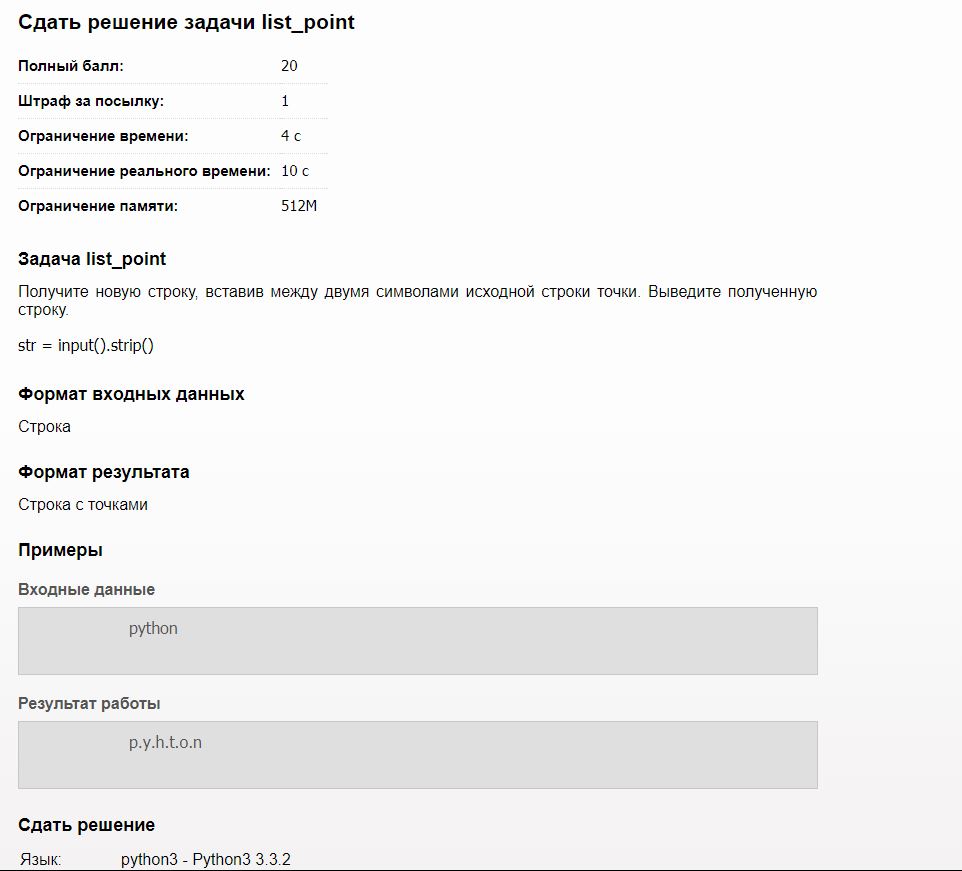 Сдать решение задачи list_point
Полный балл: 20
Штраф за посылку: 1
Ограничение времени: 4 с
Ограничение реального времени: 10 с
Ограничение памяти: 512M
Задача list_point
Получите новую строку, вставив между двумя символами исходной строки точки. Выведите полученную
строку.
str = input().strip()
Формат входных данных
Строка
Формат результата
Строка с точками
Примеры
Входные данные
python
Результат работы
p.y.h.t.o.n
Сдать решение
Язык: python3 - Python3 3.3.2